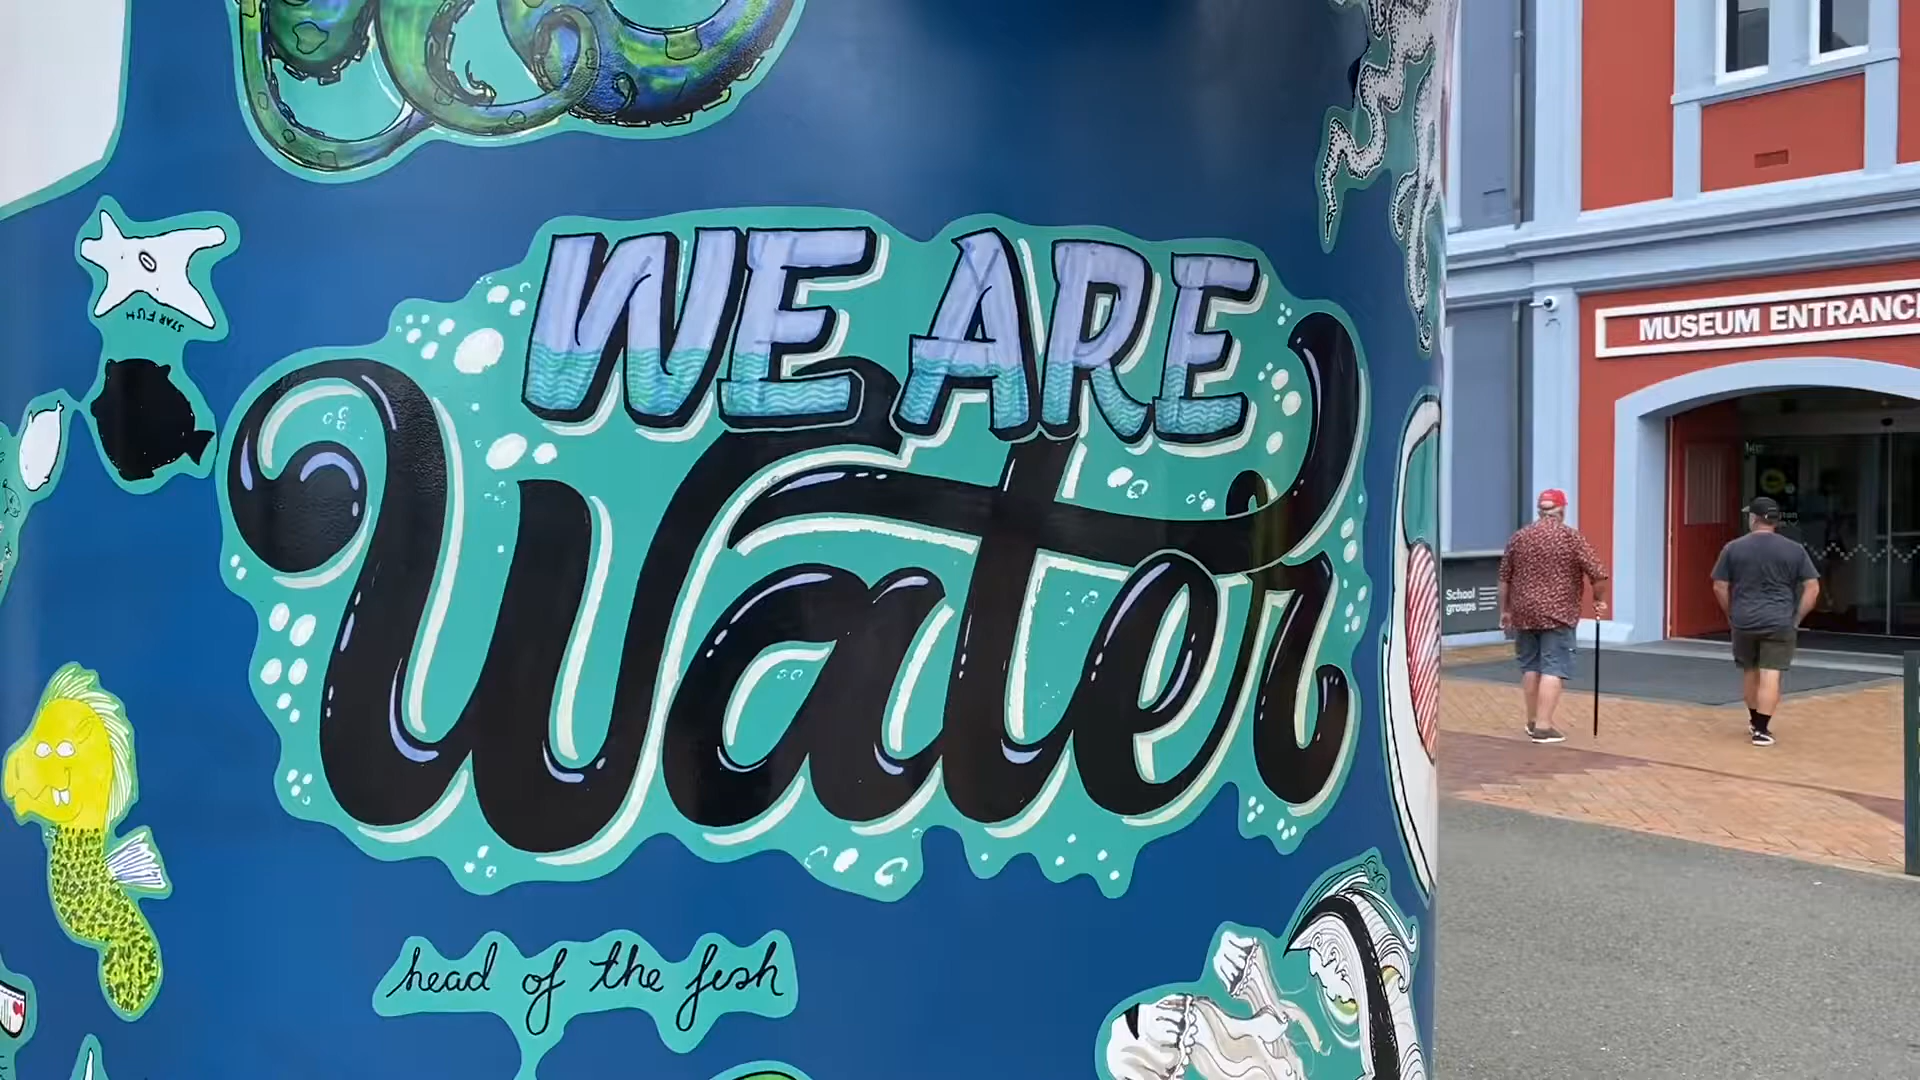 WE ARE
Water
head of the fish
STAR FISH
MUSEUM ENTRANC
School
groups